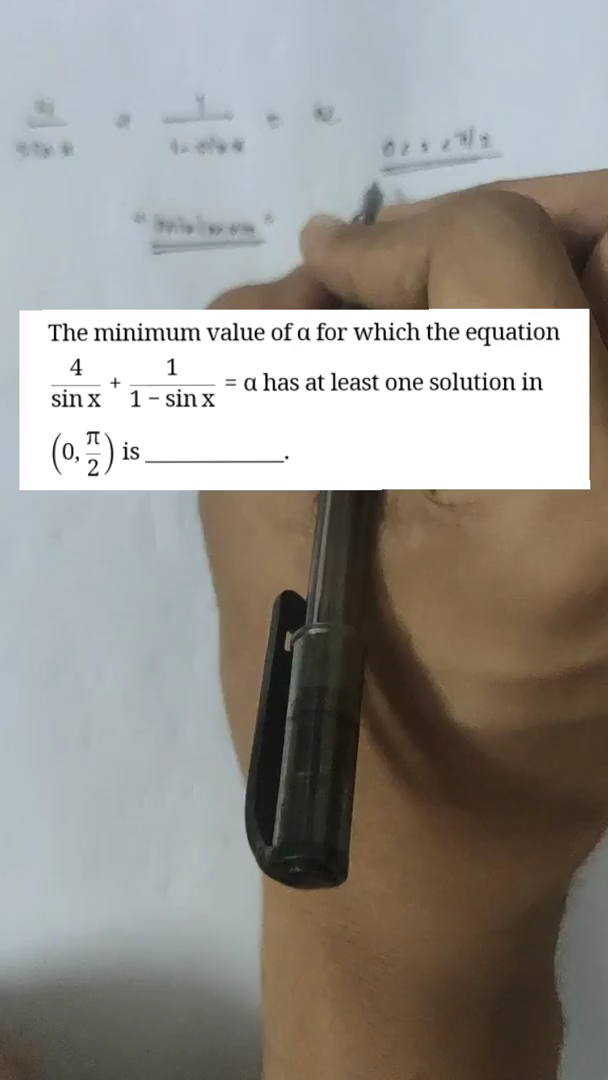 The minimum value of α for which the equation
4/sin x + 1/(1 − sin x) = α has at least one solution in
(0, π/2) is ____________.